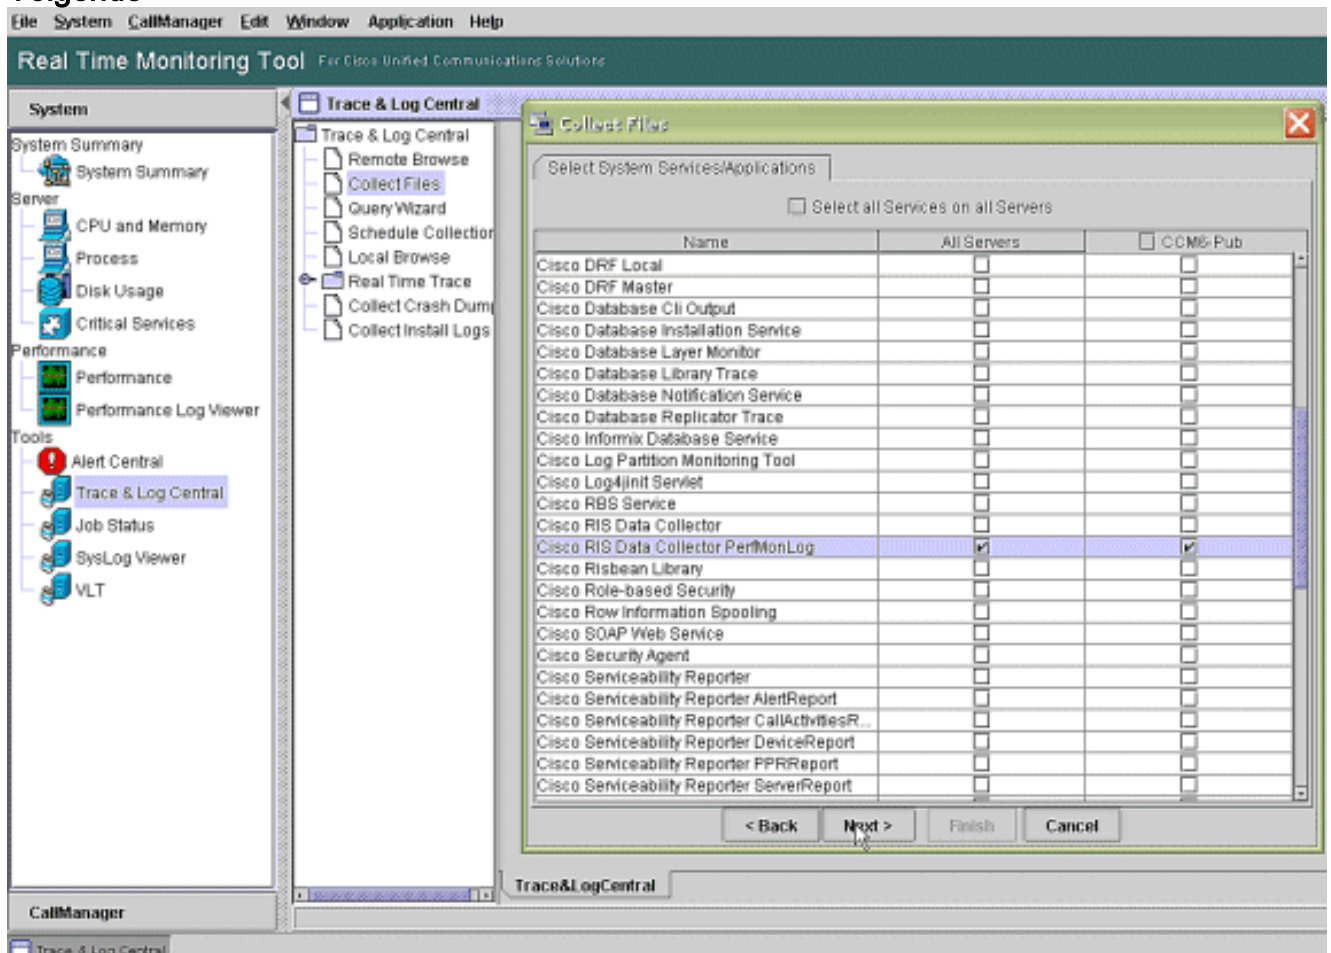 Volgende
File System CallManager Edit Window Application Help
Real Time Monitoring Tool For Cisco Unified Communications Solutions
System
System Summary
System Summary
Server
CPU and Memory
Process
Disk Usage
Critical Services
Performance
Performance
Performance Log Viewer
Tools
Alert Central
Trace & Log Central
Job Status
SysLog Viewer
VLT
CallManager
Trace & Log Central
Trace & Log Central
Remote Browse
Collect Files
Query Wizard
Schedule Collection
Local Browse
Real Time Trace
Collect Crash Dum
Collect Install Logs
Collect Files
Select System Services/Applications
Select all Services on all Servers
Name All Servers CCM6-Pub
Cisco DRF Local
Cisco DRF Master
Cisco Database Cli Output
Cisco Database Installation Service
Cisco Database Layer Monitor
Cisco Database Library Trace
Cisco Database Notification Service
Cisco Database Replicator Trace
Cisco Informix Database Service
Cisco Log Partition Monitoring Tool
Cisco Log4jinit Servlet
Cisco RBS Service
Cisco RIS Data Collector
Cisco RIS Data Collector PerfMonLog
Cisco Risbean Library
Cisco Role-based Security
Cisco Row Information Spooling
Cisco SOAP Web Service
Cisco Security Agent
Cisco Serviceability Reporter
Cisco Serviceability Reporter AlertReport
Cisco Serviceability Reporter CallActivitiesR...
Cisco Serviceability Reporter DeviceReport
Cisco Serviceability Reporter PPRReport
Cisco Serviceability Reporter ServerReport
< Back Next > Finish Cancel
Trace&LogCentral
Trace & Log Central